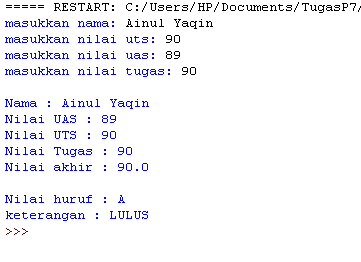 ===== RESTART: C:/Users/HP/Documents/TugasP7/
masukkan nama: Ainul Yaqin
masukkan nilai uts: 90
masukkan nilai uas: 89
masukkan nilai tugas: 90
Nama : Ainul Yaqin
Nilai UAS : 89
Nilai UTS : 90
Nilai Tugas : 90
Nilai akhir : 90.0
Nilai huruf : A
keterangan : LULUS
>>>